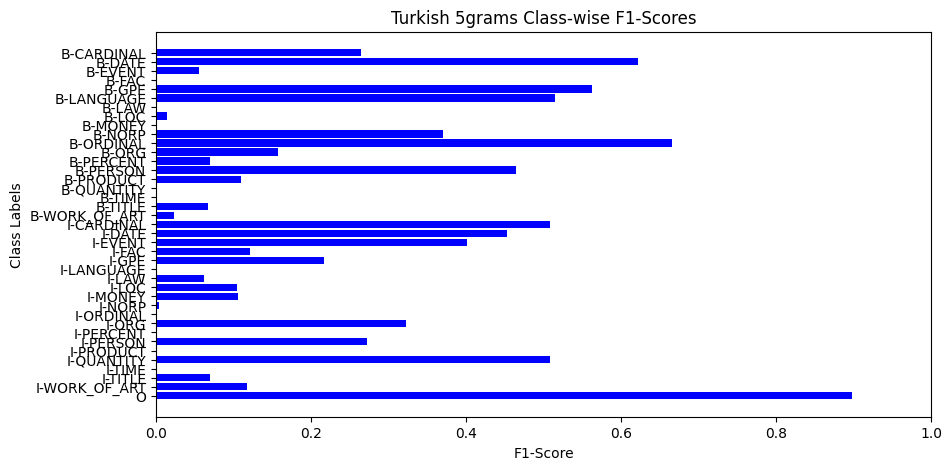 Turkish 5grams Class-wise F1-Scores
Class Labels
B-CARDINAL
B-DATE
B-EVENT
B-FAC
B-GPE
B-LANGUAGE
B-LAW
B-LOC
B-MONEY
B-NORP
B-ORDINAL
B-ORG
B-PERCENT
B-PERSON
B-PRODUCT
B-QUANTITY
B-TIME
B-TITLE
B-WORK_OF_ART
I-CARDINAL
I-DATE
I-EVENT
I-FAC
I-GPE
I-LANGUAGE
I-LAW
I-LOC
I-MONEY
I-NORP
I-ORDINAL
I-ORG
I-PERCENT
I-PERSON
I-PRODUCT
I-QUANTITY
I-TIME
I-TITLE
I-WORK_OF_ART
O
0.0 0.2 0.4 0.6 0.8 1.0
F1-Score